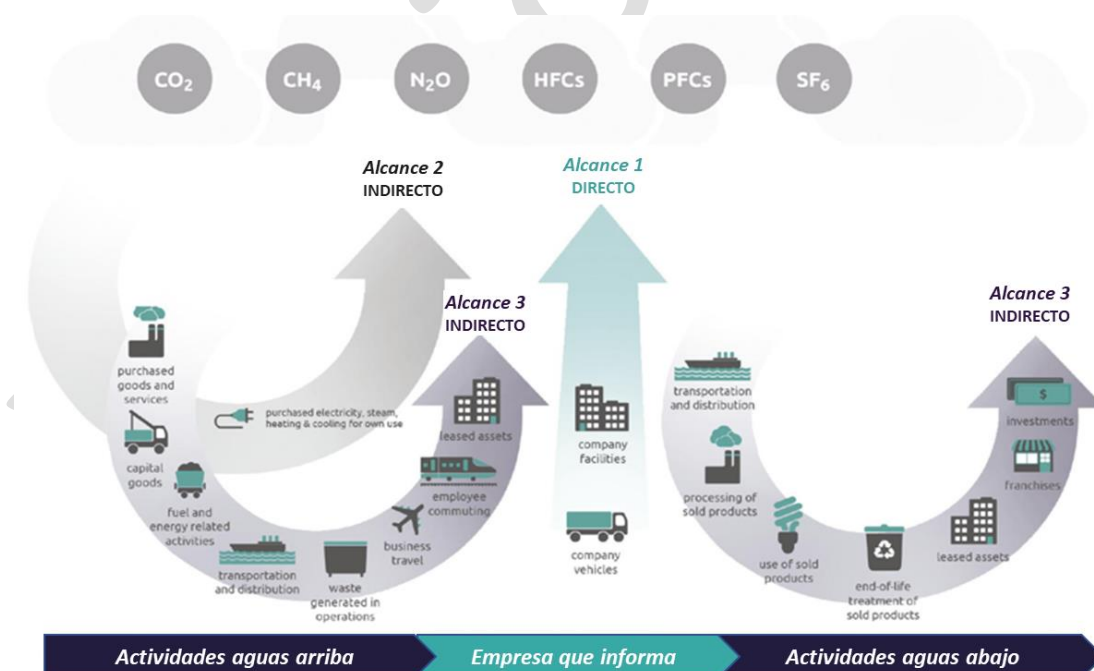 CO₂
CH₄
N₂O
HFCs
PFCs
SF₆
Alcance 2
INDIRECTO
Alcance 1
DIRECTO
Alcance 3
INDIRECTO
Alcance 3
INDIRECTO
purchased
goods and
services
capital
goods
fuel and
energy related
activities
transportation
and distribution
waste
generated in
operations
business
travel
employee
commuting
leased assets
purchased electricity, steam,
heating & cooling for own use
company
facilities
company
vehicles
transportation
and distribution
processing of
sold products
use of sold
products
end-of-life
treatment of
sold products
leased assets
franchises
investments
$
Actividades aguas arriba
Empresa que informa
Actividades aguas abajo